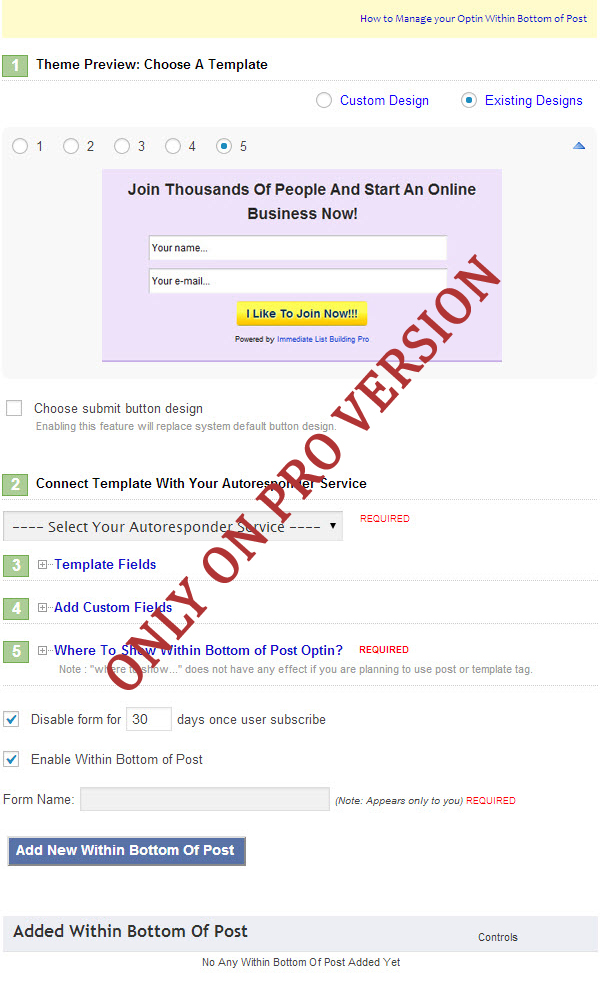 How to Manage your Optin Within Bottom of Post
1 Theme Preview: Choose A Template
Custom Design Existing Designs
1 2 3 4 5
Join Thousands Of People And Start An Online
Business Now!
Your name...
Your e-mail...
I Like To Join Now!!!
Powered by Immediate List Building Pro
Choose submit button design
Enabling this feature will replace system default button design.
2 Connect Template With Your Autoresponder Service
---- Select Your Autoresponder Service ---- REQUIRED
3 Template Fields
4 Add Custom Fields
5 Where To Show Within Bottom of Post Optin? REQUIRED
Note : "where to show..." does not have any effect if you are planning to use post or template tag.
ONLY ON PRO VERSION
Disable form for 30 days once user subscribe
Enable Within Bottom of Post
Form Name: (Note: Appears only to you) REQUIRED
Add New Within Bottom Of Post
Added Within Bottom Of Post Controls
No Any Within Bottom Of Post Added Yet